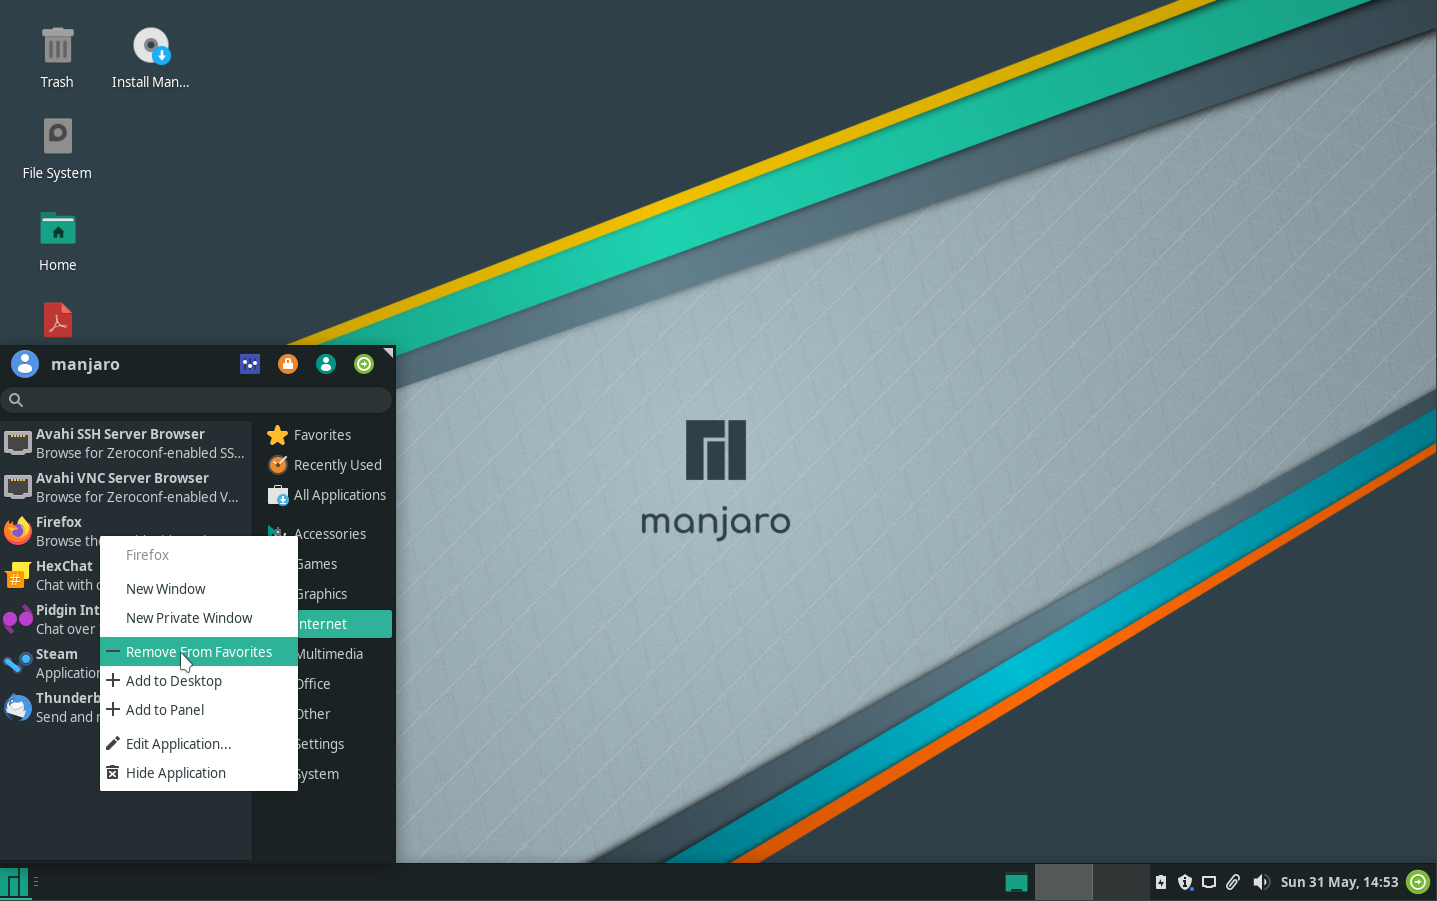 Trash
Install Man...
File System
Home
manjaro
Avahi SSH Server Browser
Browse for Zeroconf-enabled SS...
Avahi VNC Server Browser
Browse for Zeroconf-enabled V...
Firefox
Browse the
HexChat
Chat with
Pidgin Int
Chat over
Steam
Application
Thunderb
Send and
Firefox
New Window
New Private Window
Remove From Favorites
Add to Desktop
Add to Panel
Edit Application...
Hide Application
Favorites
Recently Used
All Applications
Accessories
Games
Graphics
Internet
Multimedia
Office
Other
Settings
System
manjaro
Sun 31 May, 14:53